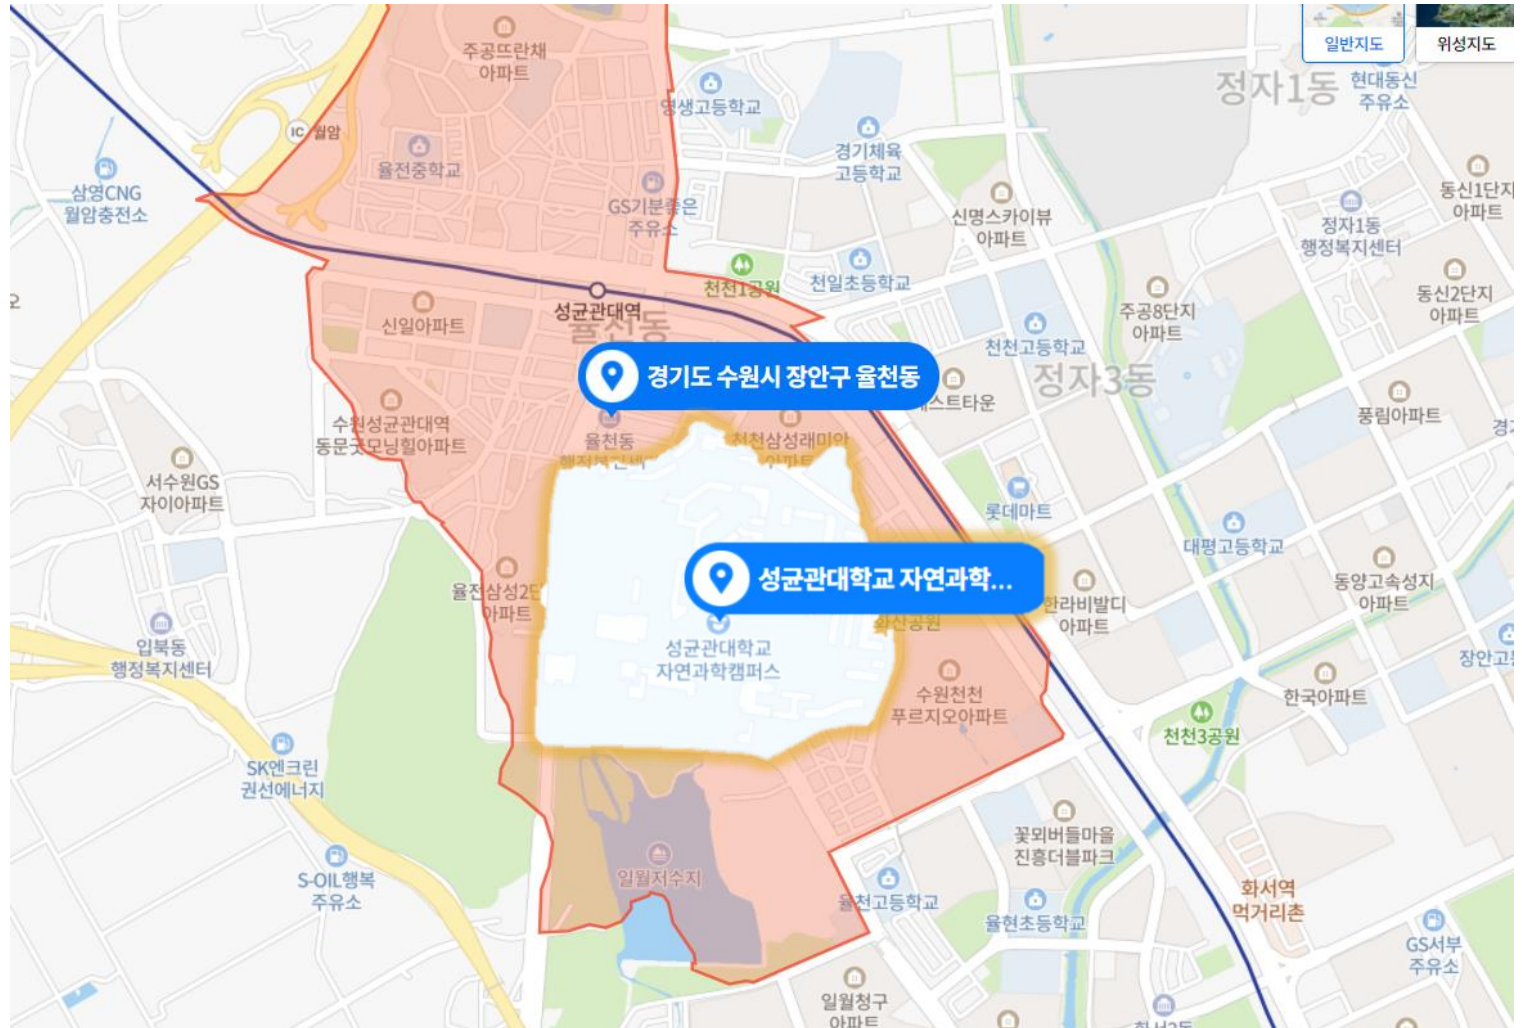 일반지도
위성지도
주공뜨란채
아파트
영생고등학교
정자1동
현대동신
주유소
IC 월암
율전중학교
경기체육
고등학교
삼영CNG
월암충전소
GS기분좋은
주유소
신명스카이뷰
아파트
정자1동
행정복지센터
동신1단지
아파트
천천1공원
천일초등학교
성균관대역
율천동
신일아파트
주공8단지
아파트
동신2단지
아파트
천천고등학교
정자3동
경기도 수원시 장안구 율천동
스트타운
수원성균관대역
동문굿모닝힐아파트
율천동
행정복지센터
천천삼성래미안
아파트
풍림아파트
서수원GS
자이아파트
롯데마트
대평고등학교
성균관대학교 자연과학...
율전삼성2단
아파트
한라비발디
아파트
동양고속성지
아파트
화산공원
입북동
행정복지센터
성균관대학교
자연과학캠퍼스
수원천천
푸르지오아파트
장안고
한국아파트
천천3공원
SK엔크린
권선에너지
꽃뫼버들마을
진흥더블파크
S-OIL행복
주유소
일월저수지
율천고등학교
율현초등학교
화서역
먹거리촌
GS서부
주유소
일월청구
아파트